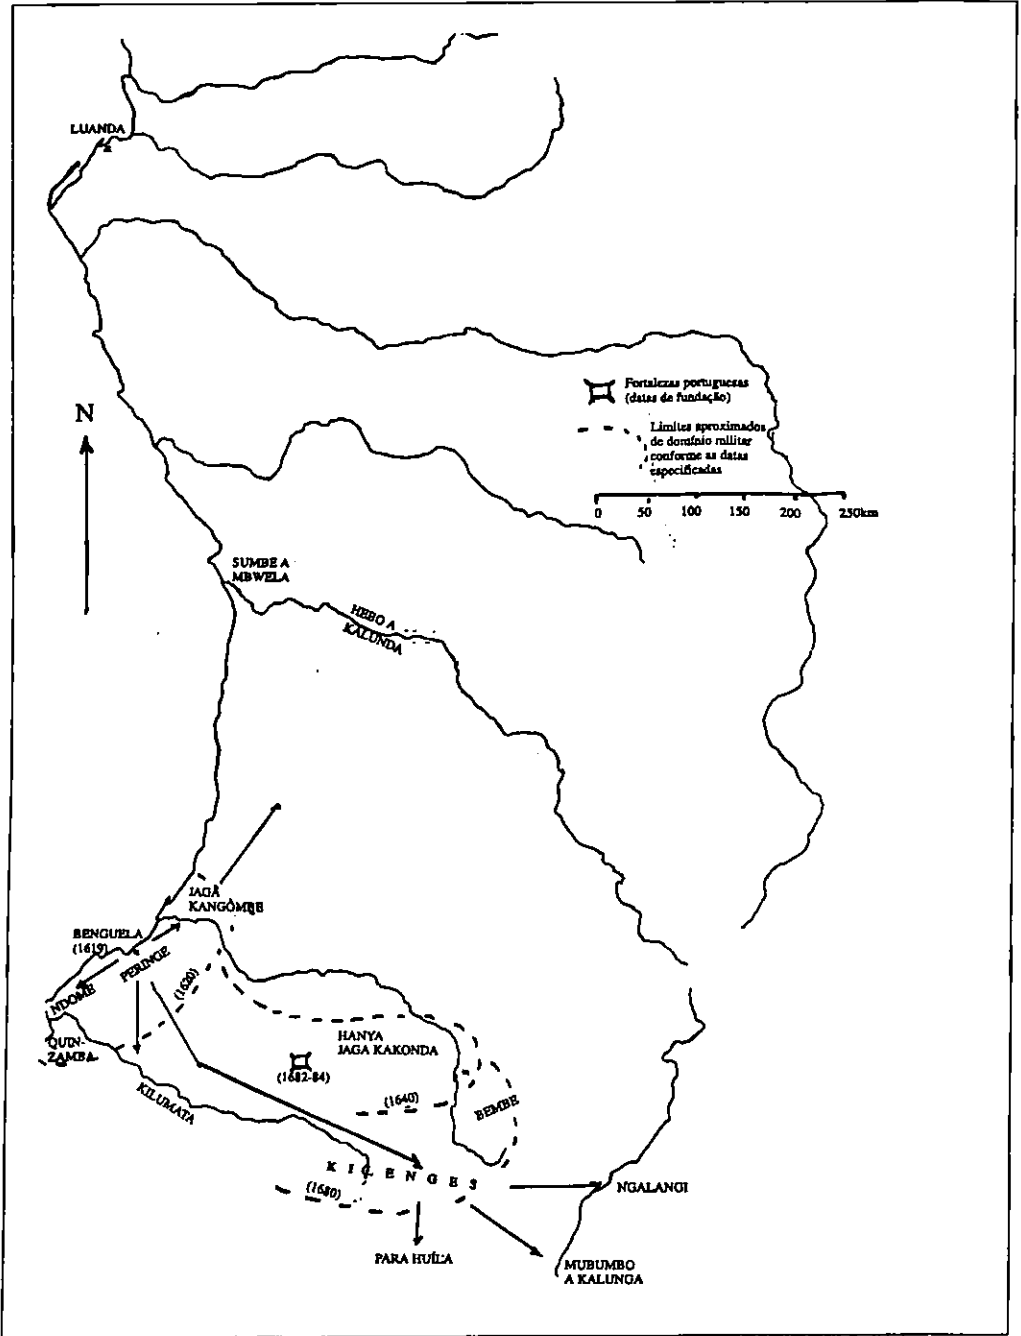 LUANDA
N
Fortalezas portuguesas
(datas de fundação)
Limites aproximados
de domínio militar
conforme as datas
especificadas
0 50 100 150 200 250km
SUMBE A
MBWELA
HEBO A
KALUNDA
JAGA
KANGOMBE
BENGUELA
(1619)
PERINGE
NDOME
(1620)
QUIN-
ZAMBA
HANYA
JAGA KAKONDA
(1682-84)
(1640)
BEMBE
KILUMATA
KILENGES
(1680)
NGALANGI
PARA HUÍLA
MUBUMBO
A KALUNGA